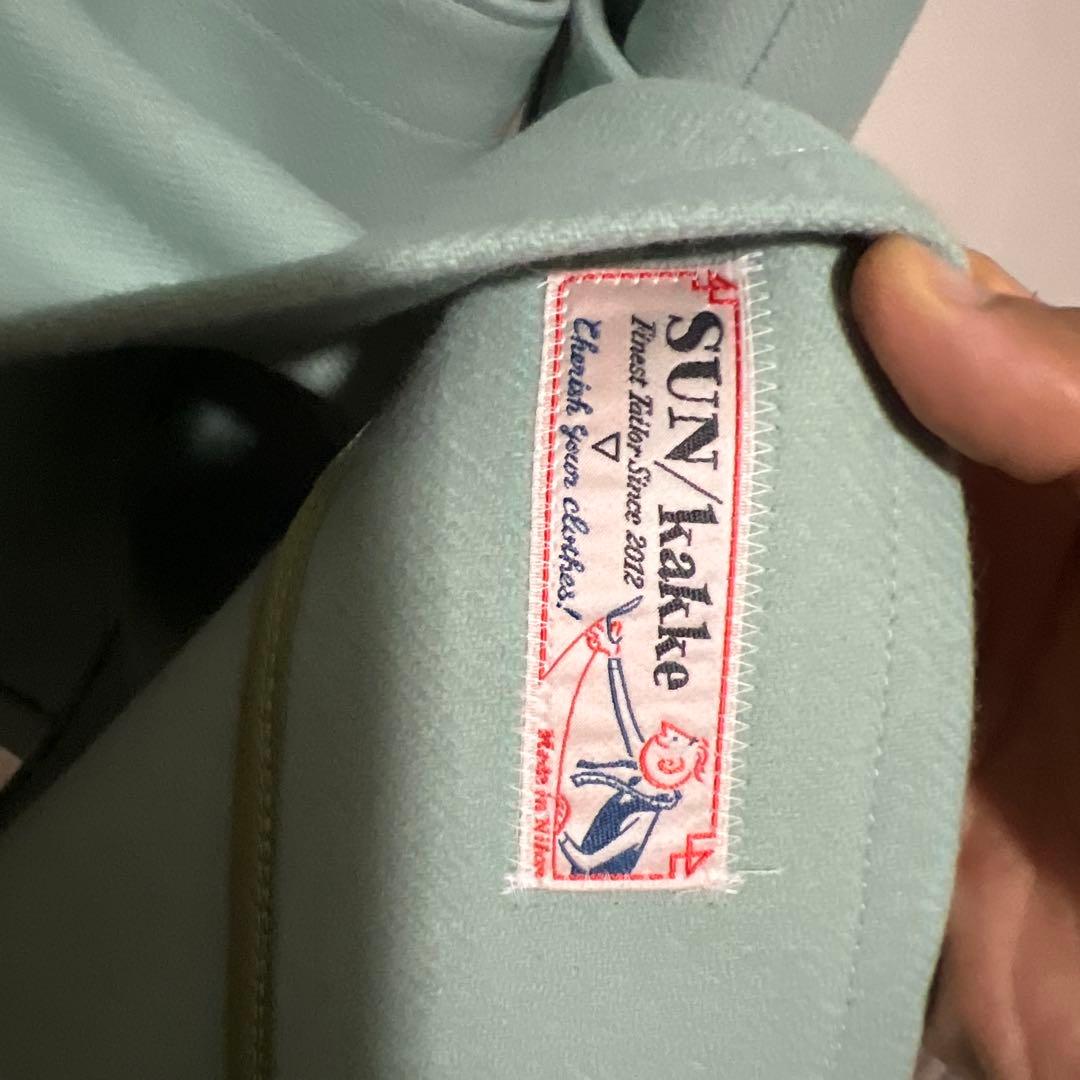 SUN/kakke
Finest Tailor Since 2012
Cherish your clothes!
Made in Nihon